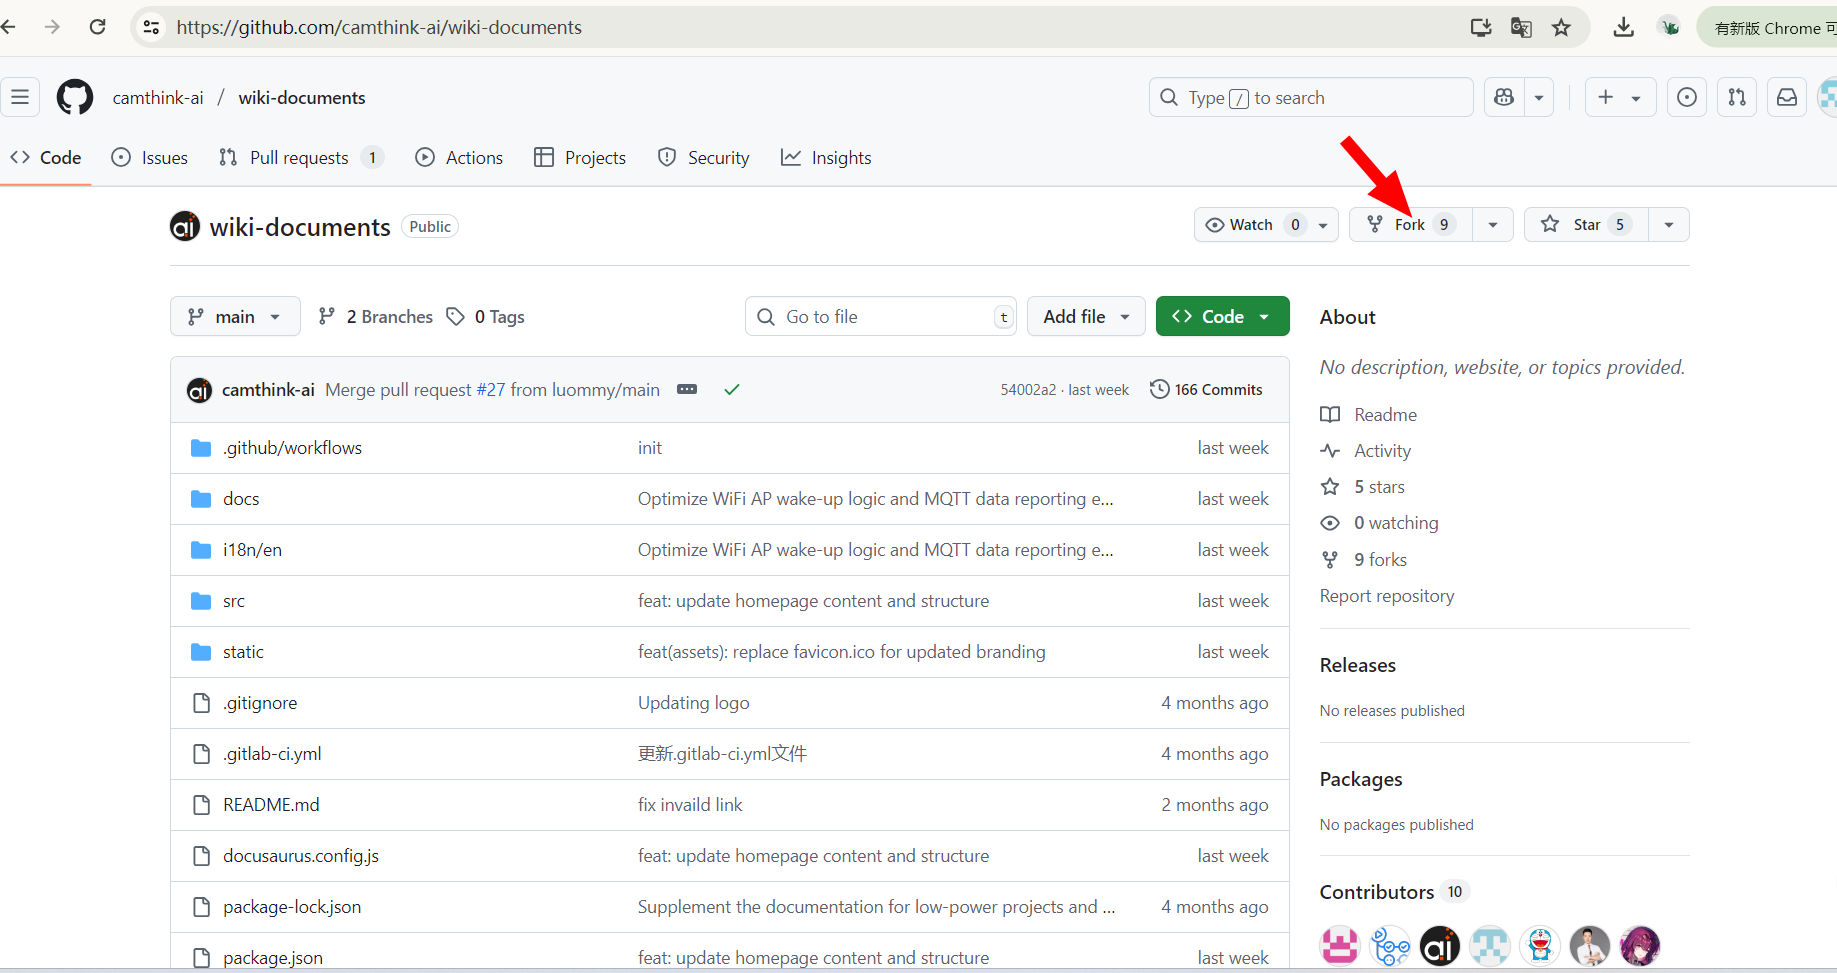 https://github.com/camthink-ai/wiki-documents
有新版 Chrome 可
camthink-ai / wiki-documents
Type / to search
Code
Issues
Pull requests 1
Actions
Projects
Security
Insights
ai wiki-documents Public
Watch 0
Fork 9
Star 5
main
2 Branches
0 Tags
Go to file t
Add file
Code
ai camthink-ai Merge pull request #27 from luommy/main
54002a2 · last week
166 Commits
.github/workflows init last week
docs Optimize WiFi AP wake-up logic and MQTT data reporting e... last week
i18n/en Optimize WiFi AP wake-up logic and MQTT data reporting e... last week
src feat: update homepage content and structure last week
static feat(assets): replace favicon.ico for updated branding last week
.gitignore Updating logo 4 months ago
.gitlab-ci.yml 更新.gitlab-ci.yml文件 4 months ago
README.md fix invaild link 2 months ago
docusaurus.config.js feat: update homepage content and structure last week
package-lock.json Supplement the documentation for low-power projects and ... 4 months ago
package.json feat: update homepage content and structure last week
About
No description, website, or topics provided.
Readme
Activity
5 stars
0 watching
9 forks
Report repository
Releases
No releases published
Packages
No packages published
Contributors 10
ai